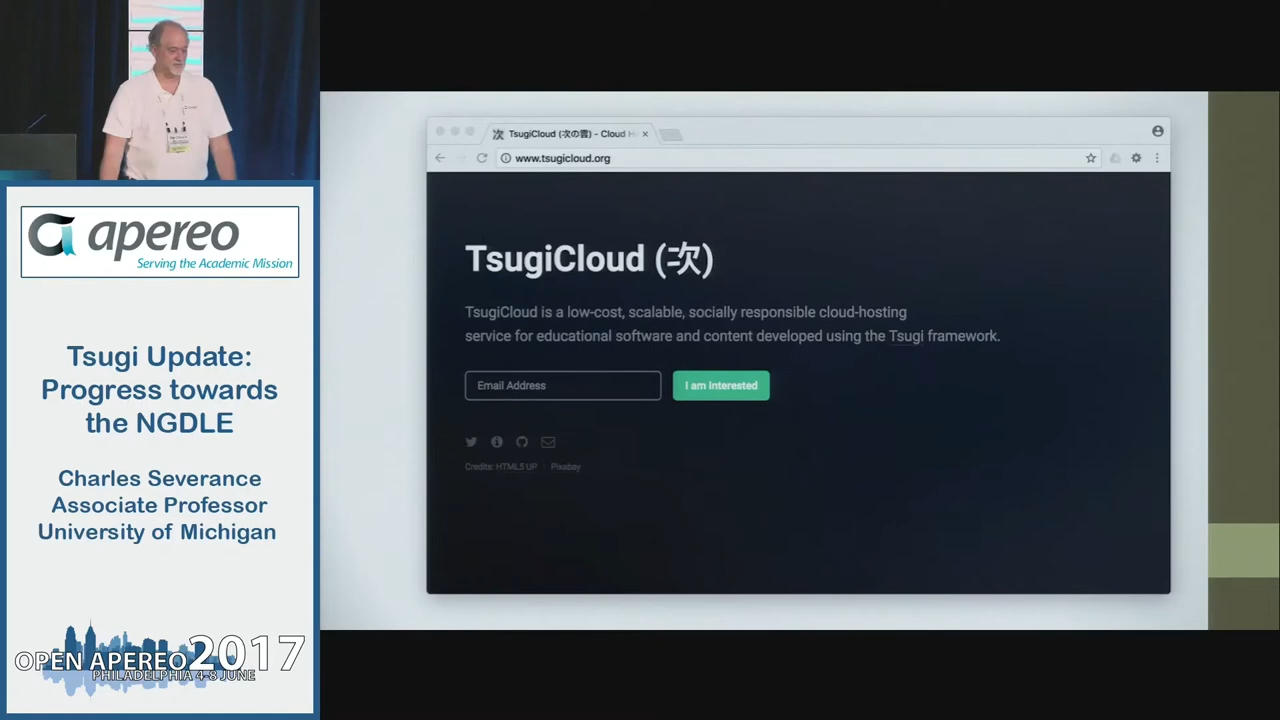 apereo
Serving the Academic Mission
Tsugi Update:
Progress towards
the NGDLE
Charles Severance
Associate Professor
University of Michigan
OPEN APEREO 2017
PHILADELPHIA 4-8 JUNE
TsugiCloud (次の雲) - Cloud H
www.tsugicloud.org
TsugiCloud (次)
TsugiCloud is a low-cost, scalable, socially responsible cloud-hosting
service for educational software and content developed using the Tsugi framework.
Email Address
I am Interested
Credits: HTML5 UP
Pixabay